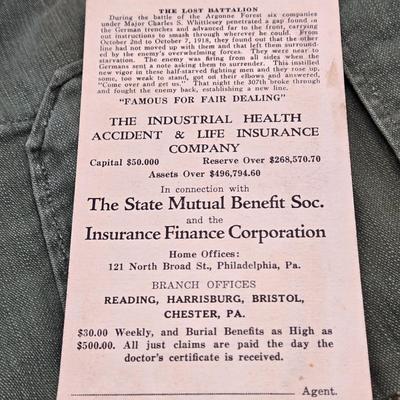 THE LOST BATTALION
During the battle of the Argonne Forest six companies
under Major Charles S. Whittlesey penetrated a gap found in
the German trenches and advanced far to the front, carrying
out instructions to smash through wherever he could. From
October 2nd to October 7, 1918, they found out that the other
line had not moved up with them and that left them surround-
ed by the enemy's overwhelming forces. They were near to
starvation. The enemy was firing from all sides when the
Germans sent a note asking them to surrender. This instilled
new vigor in these half-starved fighting men and they rose up,
some, too weak to stand, got on their elbows and answered,
"Come over and get us." That night the 307th broke through
and fought the enemy back, establishing a new line.
"FAMOUS FOR FAIR DEALING"
THE INDUSTRIAL HEALTH
ACCIDENT & LIFE INSURANCE
COMPANY
Capital $50.000 Reserve Over $268,570.70
Assets Over $496,794.60
In connection with
The State Mutual Benefit Soc.
and the
Insurance Finance Corporation
Home Offices:
121 North Broad St., Philadelphia, Pa.
BRANCH OFFICES
READING, HARRISBURG, BRISTOL,
CHESTER, PA.
$30.00 Weekly, and Burial Benefits as High as
$500.00. All just claims are paid the day the
doctor's certificate is received.
Agent.